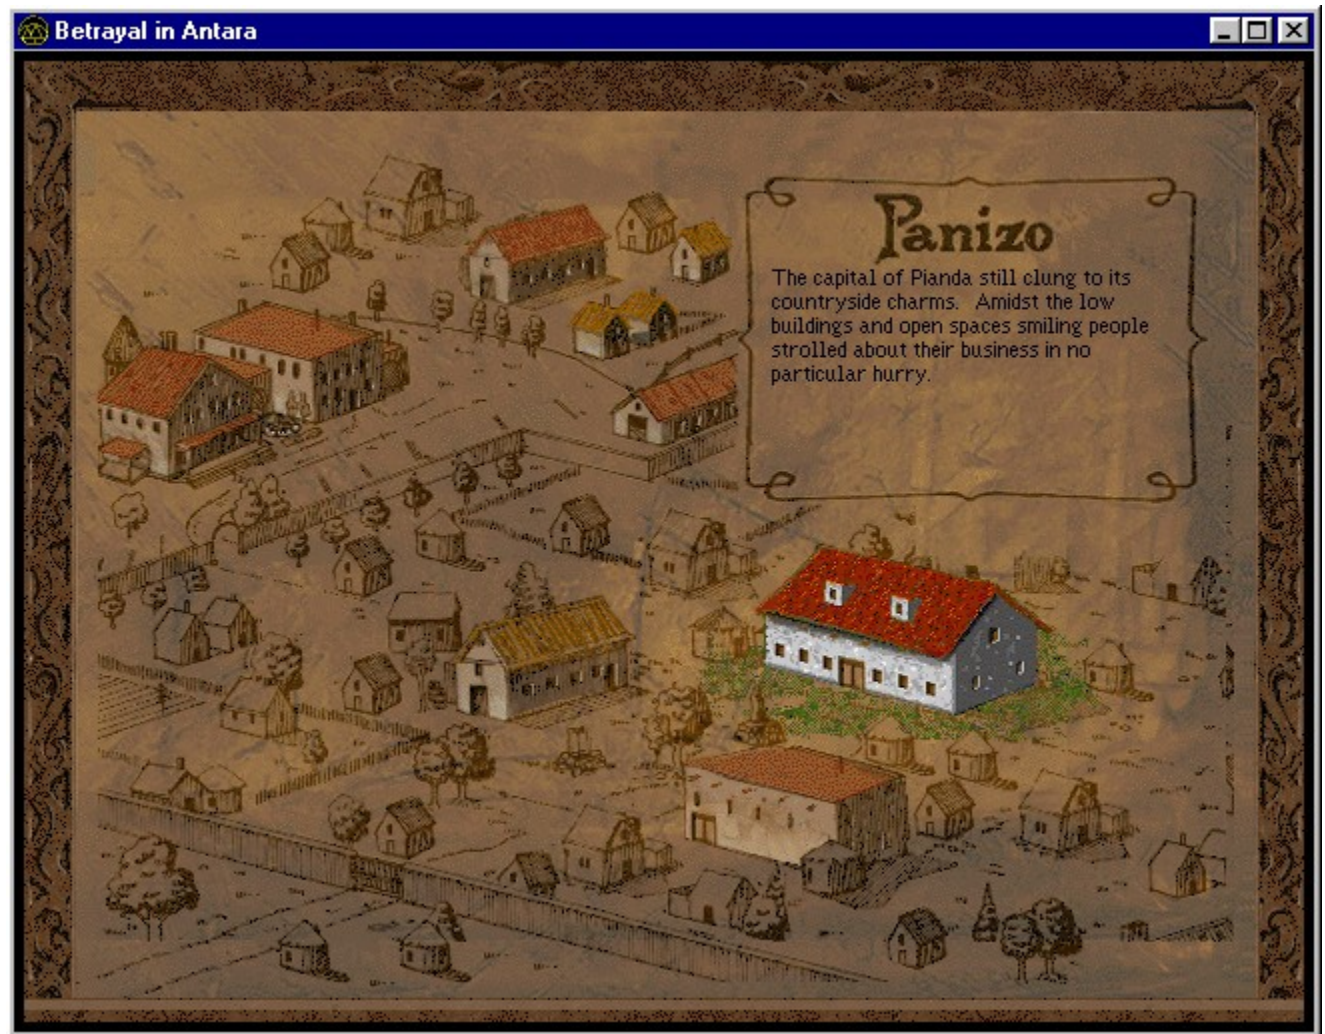 Betrayal in Antara
Panizo
The capital of Pianda still clung to its
countryside charms.  Amidst the low
buildings and open spaces smiling people
strolled about their business in no
particular hurry.